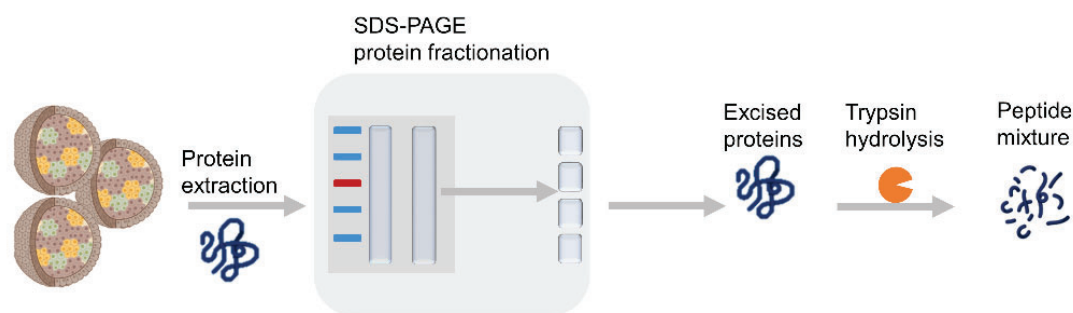 SDS-PAGE
protein fractionation
Protein
extraction
Excised
proteins
Trypsin
hydrolysis
Peptide
mixture